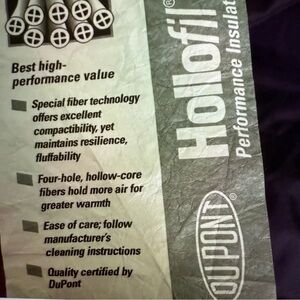 Best high-
performance value
Special fiber technology
offers excellent
compactibility, yet
maintains resilience,
fluffability
Four-hole, hollow-core
fibers hold more air for
greater warmth
Ease of care; follow
manufacturer's
cleaning instructions
Quality certified by
DuPont
Hollofil®
Performance Insulat
DUPONT®